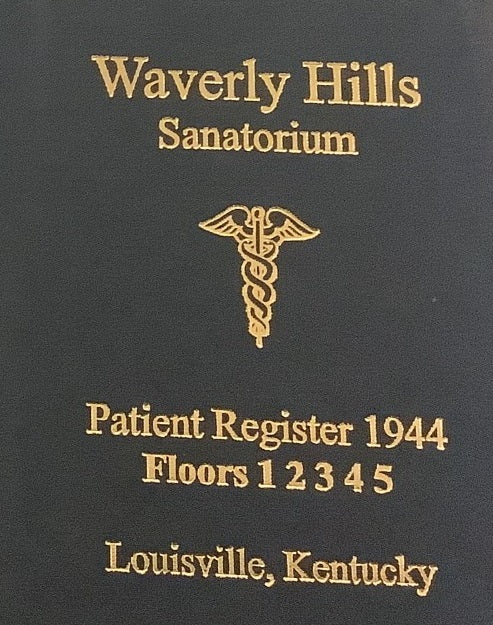 Waverly Hills
Sanatorium
Patient Register 1944
Floors 1 2 3 4 5
Louisville, Kentucky